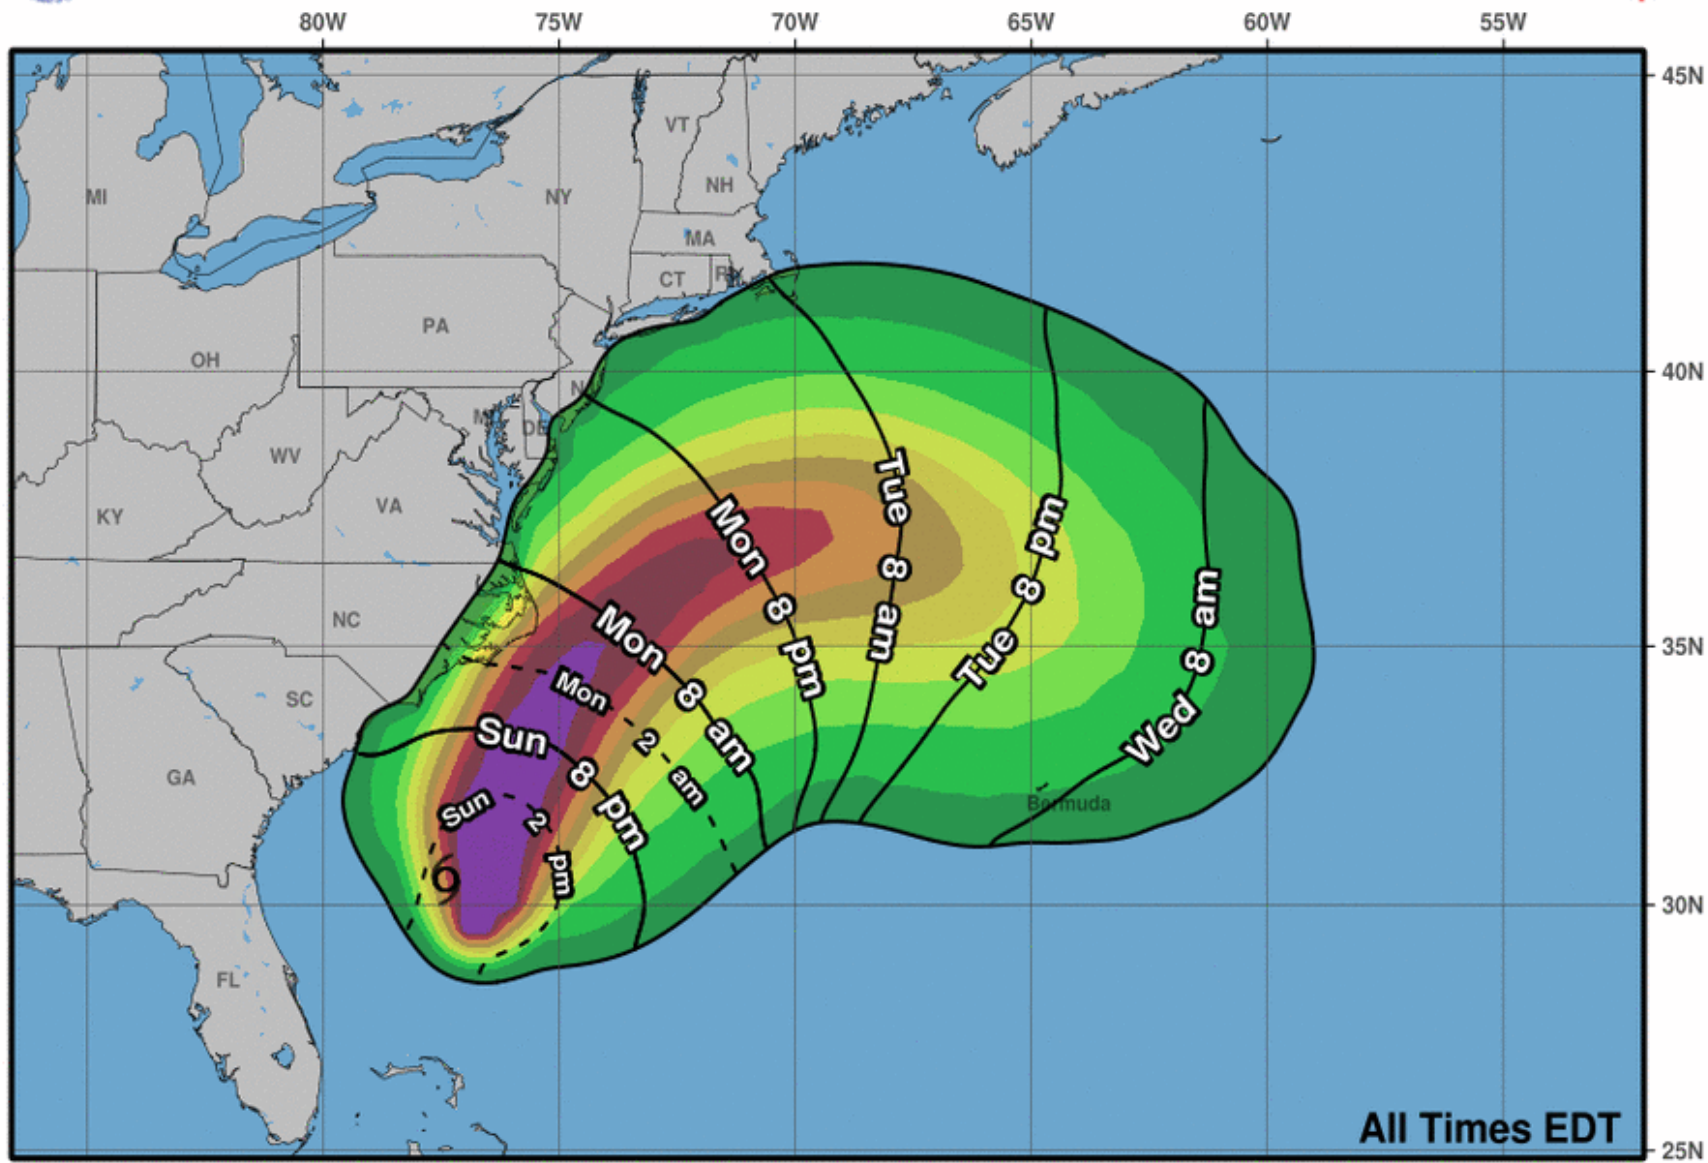 80W 75W 70W 65W 60W 55W
45N
VT
MI NY NH
MA
CT
PA
OH
40N
DE
WV
VA
KY
Tue 8 am
Mon 8 pm
Tue 8 pm
Wed 8 am
NC
Mon 8 am
35N
Mon 2 am
SC
Sun 8 pm
GA
Sun 2 pm
Bermuda
30N
FL
All Times EDT
25N